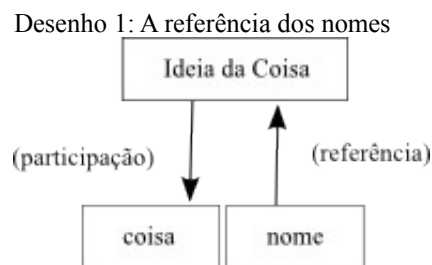 Desenho 1: A referência dos nomes
Ideia da Coisa
(participação)
(referência)
coisa
nome